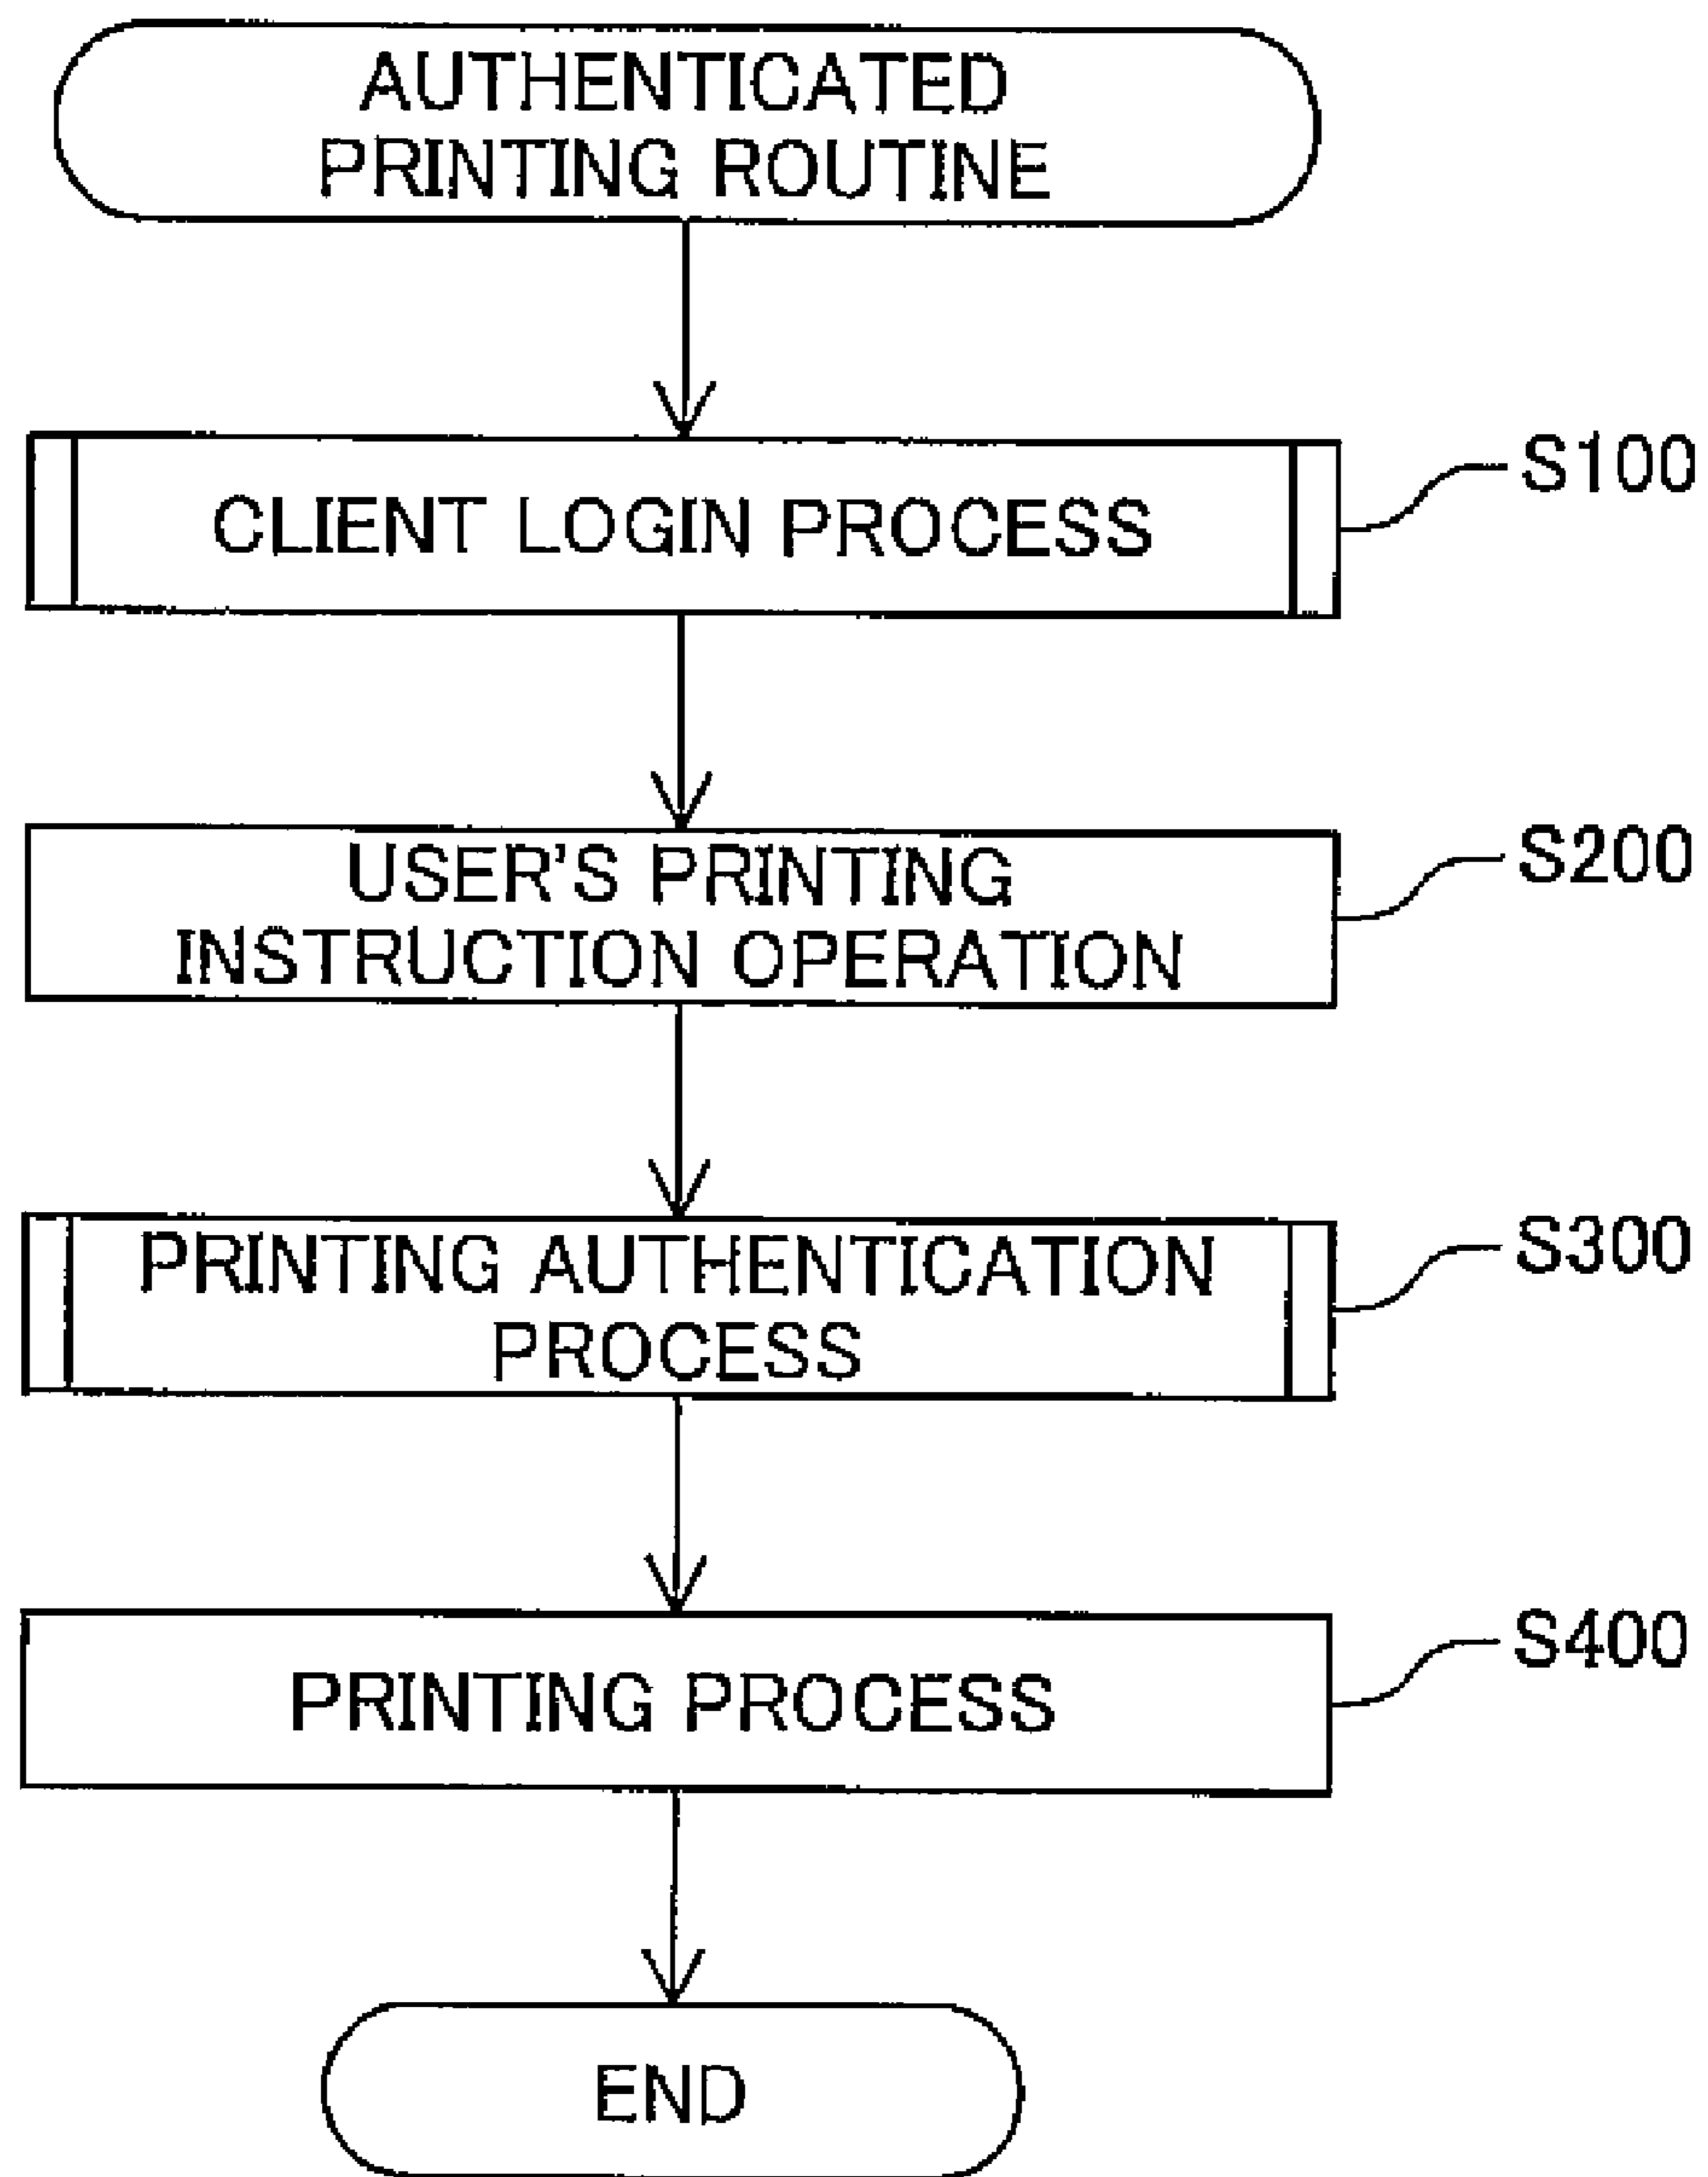 AUTHENTICATED
PRINTING ROUTINE
CLIENT LOGIN PROCESS
S100
USER'S PRINTING
INSTRUCTION OPERATION
S200
PRINTING AUTHENTICATION
PROCESS
S300
PRINTING PROCESS
S400
END